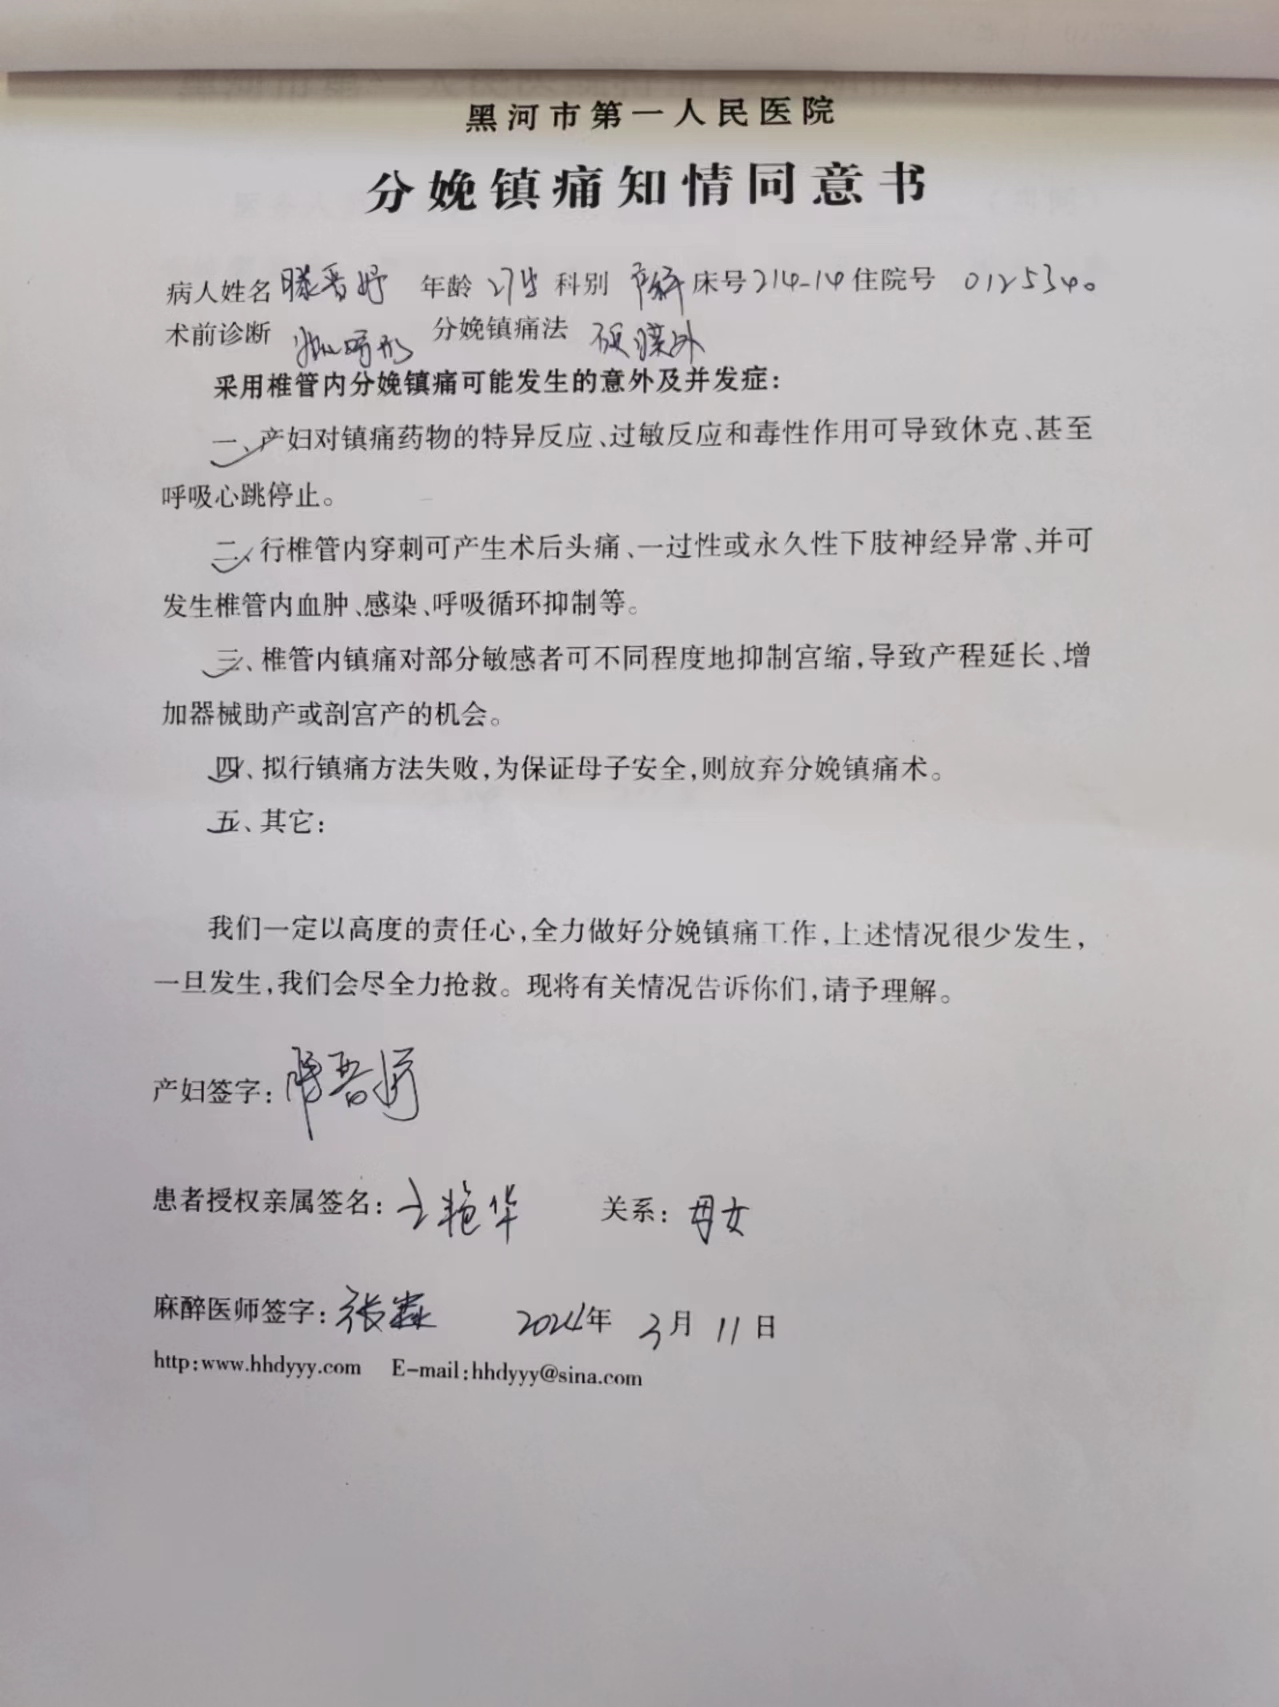 黑河市第一人民医院
分娩镇痛知情同意书
病人姓名 滕晋妤 年龄 27岁 科别 产科 床号 214-14 住院号 0125340
术前诊断 分娩镇痛法 硬膜外
采用椎管内分娩镇痛可能发生的意外及并发症：
一、产妇对镇痛药物的特异反应、过敏反应和毒性作用可导致休克、甚至
呼吸心跳停止。
二、行椎管内穿刺可产生术后头痛、一过性或永久性下肢神经异常、并可
发生椎管内血肿、感染、呼吸循环抑制等。
三、椎管内镇痛对部分敏感者可不同程度地抑制宫缩，导致产程延长、增
加器械助产或剖宫产的机会。
四、拟行镇痛方法失败，为保证母子安全，则放弃分娩镇痛术。
五、其它：
我们一定以高度的责任心，全力做好分娩镇痛工作，上述情况很少发生，
一旦发生，我们会尽全力抢救。现将有关情况告诉你们，请予理解。
产妇签字：滕晋妤
患者授权亲属签名：王艳华 关系：母女
麻醉医师签字：张森 2024年 3月 11日
http:www.hhdyyy.com E-mail:hhdyyy@sina.com